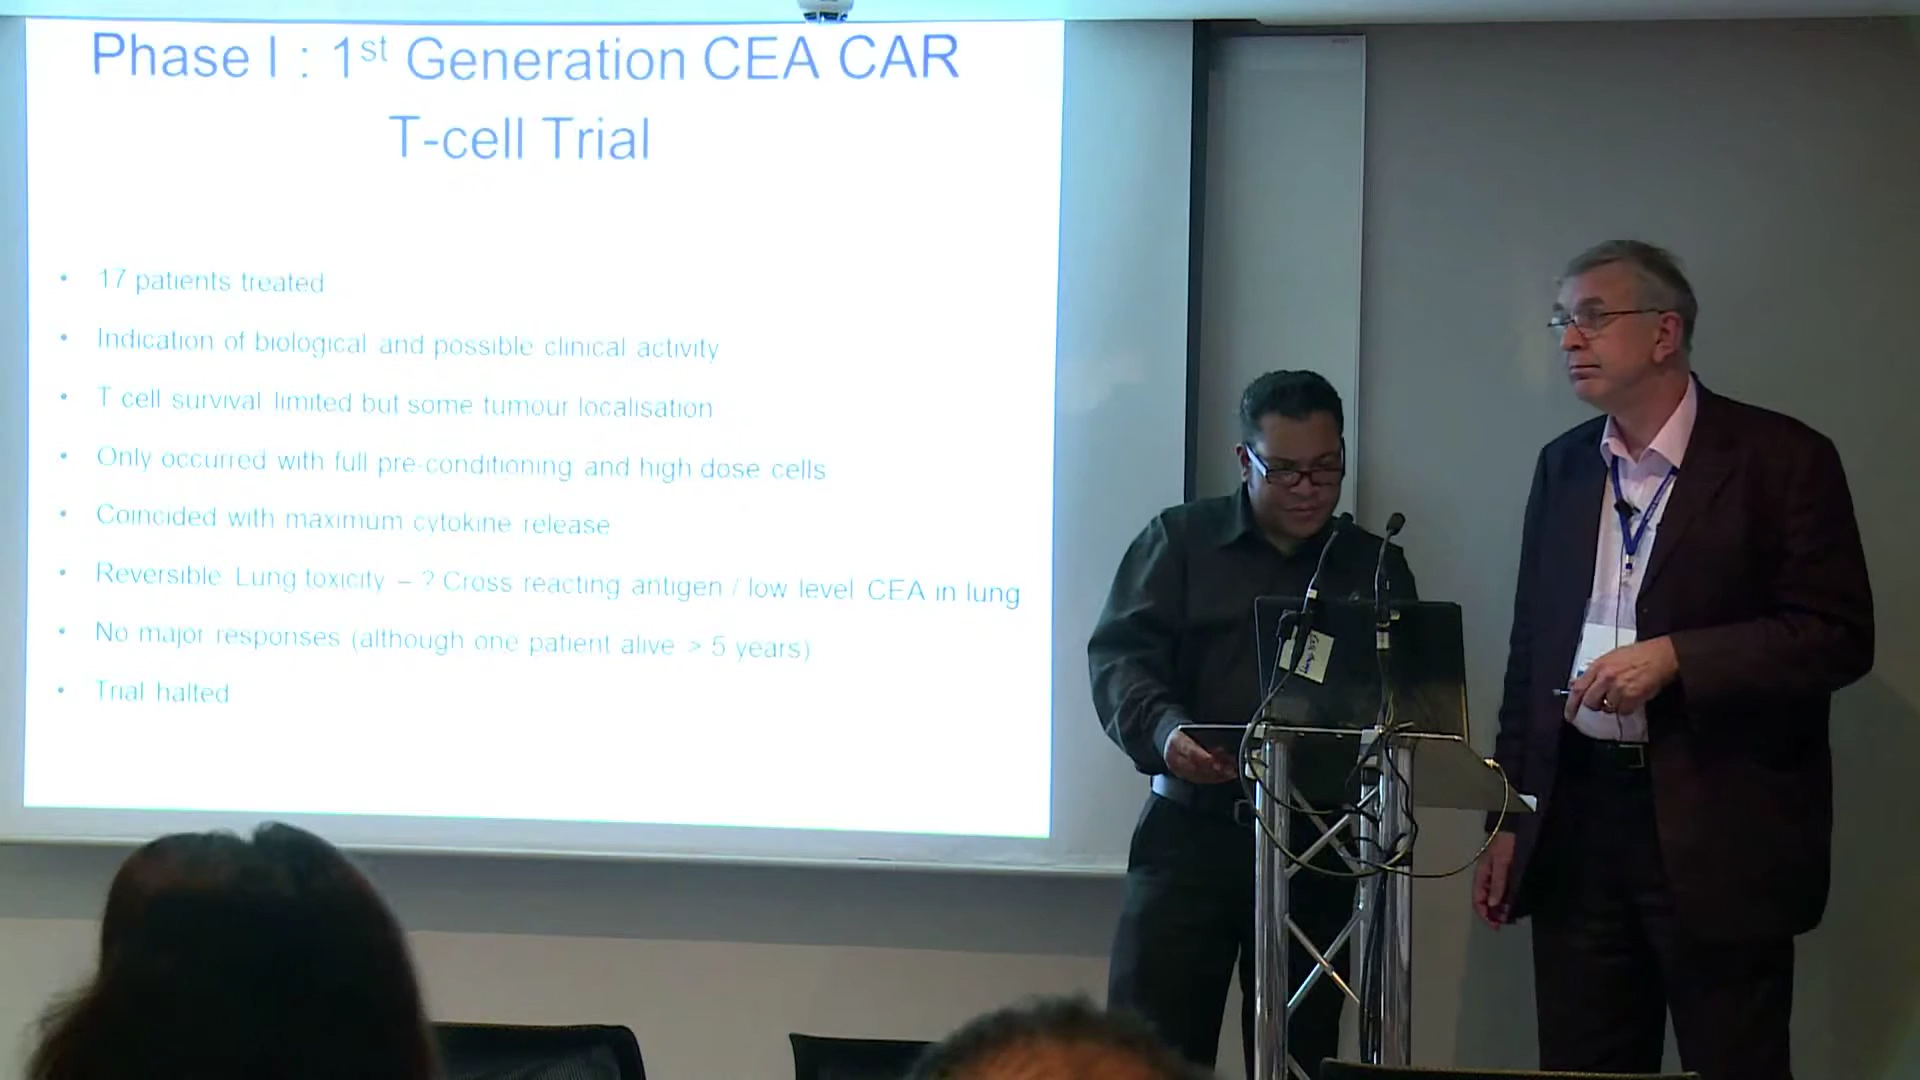 Phase I : 1st Generation CEA CAR
T-cell Trial
• 17 patients treated
• Indication of biological and possible clinical activity
• T cell survival limited but some tumour localisation
• Only occurred with full pre-conditioning and high dose cells
• Coincided with maximum cytokine release
• Reversible Lung toxicity – ? Cross reacting antigen / low level CEA in lung
• No major responses (although one patient alive > 5 years)
• Trial halted